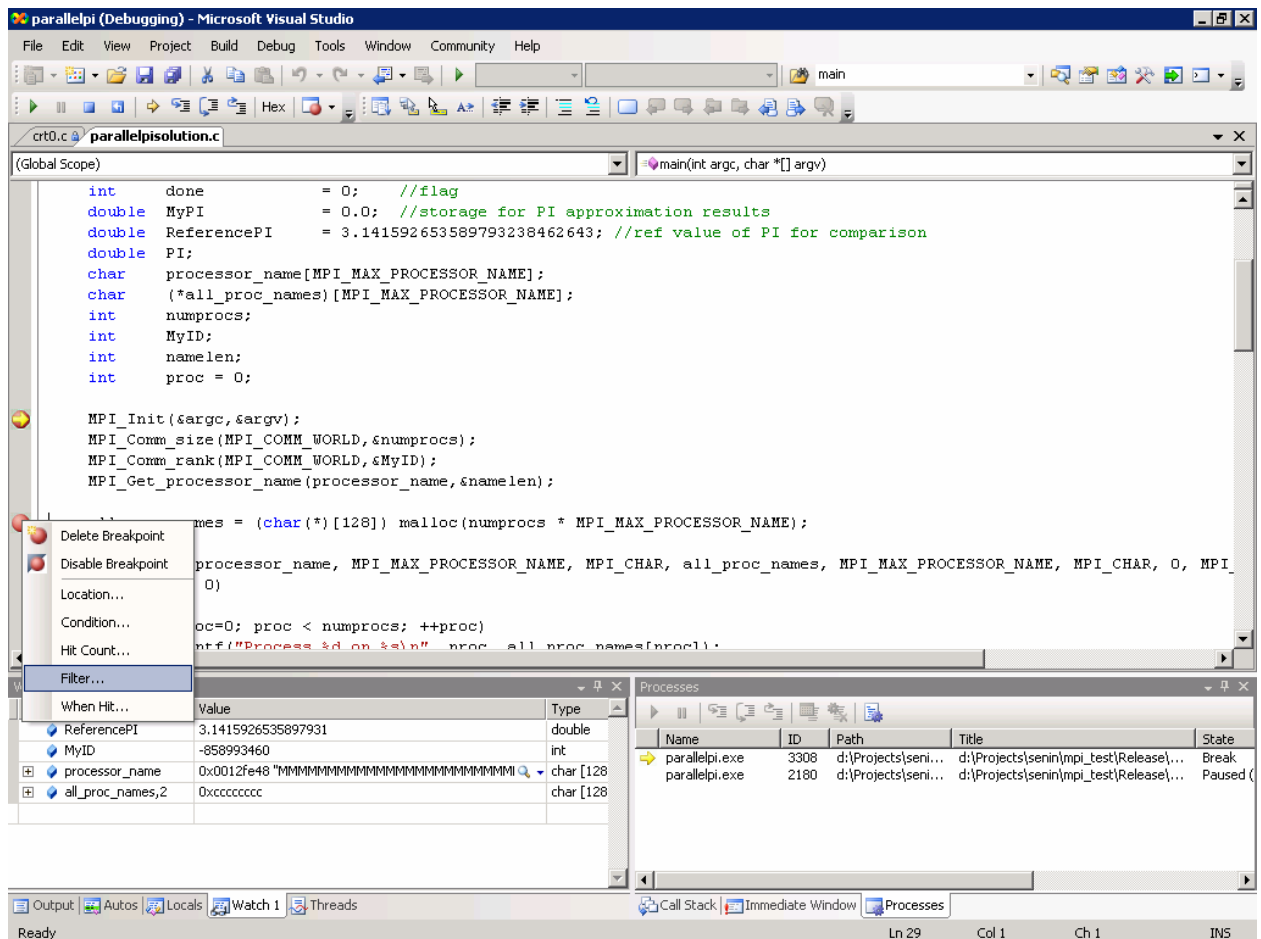 parallelpi (Debugging) - Microsoft Visual Studio
File Edit View Project Build Debug Tools Window Community Help
main
Hex
crt0.c parallelpisolution.c
(Global Scope) main(int argc, char *[] argv)
int done = 0; //flag
double MyPI = 0.0; //storage for PI approximation results
double ReferencePI = 3.141592653589793238462643; //ref value of PI for comparison
double PI;
char processor_name[MPI_MAX_PROCESSOR_NAME];
char (*all_proc_names)[MPI_MAX_PROCESSOR_NAME];
int numprocs;
int MyID;
int namelen;
int proc = 0;
MPI_Init(&argc,&argv);
MPI_Comm_size(MPI_COMM_WORLD,&numprocs);
MPI_Comm_rank(MPI_COMM_WORLD,&MyID);
MPI_Get_processor_name(processor_name,&namelen);
mes = (char(*)[128]) malloc(numprocs * MPI_MAX_PROCESSOR_NAME);
processor_name, MPI_MAX_PROCESSOR_NAME, MPI_CHAR, all_proc_names, MPI_MAX_PROCESSOR_NAME, MPI_CHAR, 0, MPI_
0)
oc=0; proc < numprocs; ++proc)
ntf("Process %d on %s\n", proc, all_proc_names[proc]);
Delete Breakpoint
Disable Breakpoint
Location...
Condition...
Hit Count...
Filter...
When Hit...
Value Type
ReferencePI 3.1415926535897931 double
MyID -858993460 int
processor_name 0x0012fe48 "MMMMMMMMMMMMMMMMMMMMMMMM char [128
all_proc_names,2 0xcccccccc char [128
Processes
Name ID Path Title State
parallelpi.exe 3308 d:\Projects\seni... d:\Projects\senin\mpi_test\Release\... Break
parallelpi.exe 2180 d:\Projects\seni... d:\Projects\senin\mpi_test\Release\... Paused (
Output Autos Locals Watch 1 Threads
Call Stack Immediate Window Processes
Ready Ln 29 Col 1 Ch 1 INS